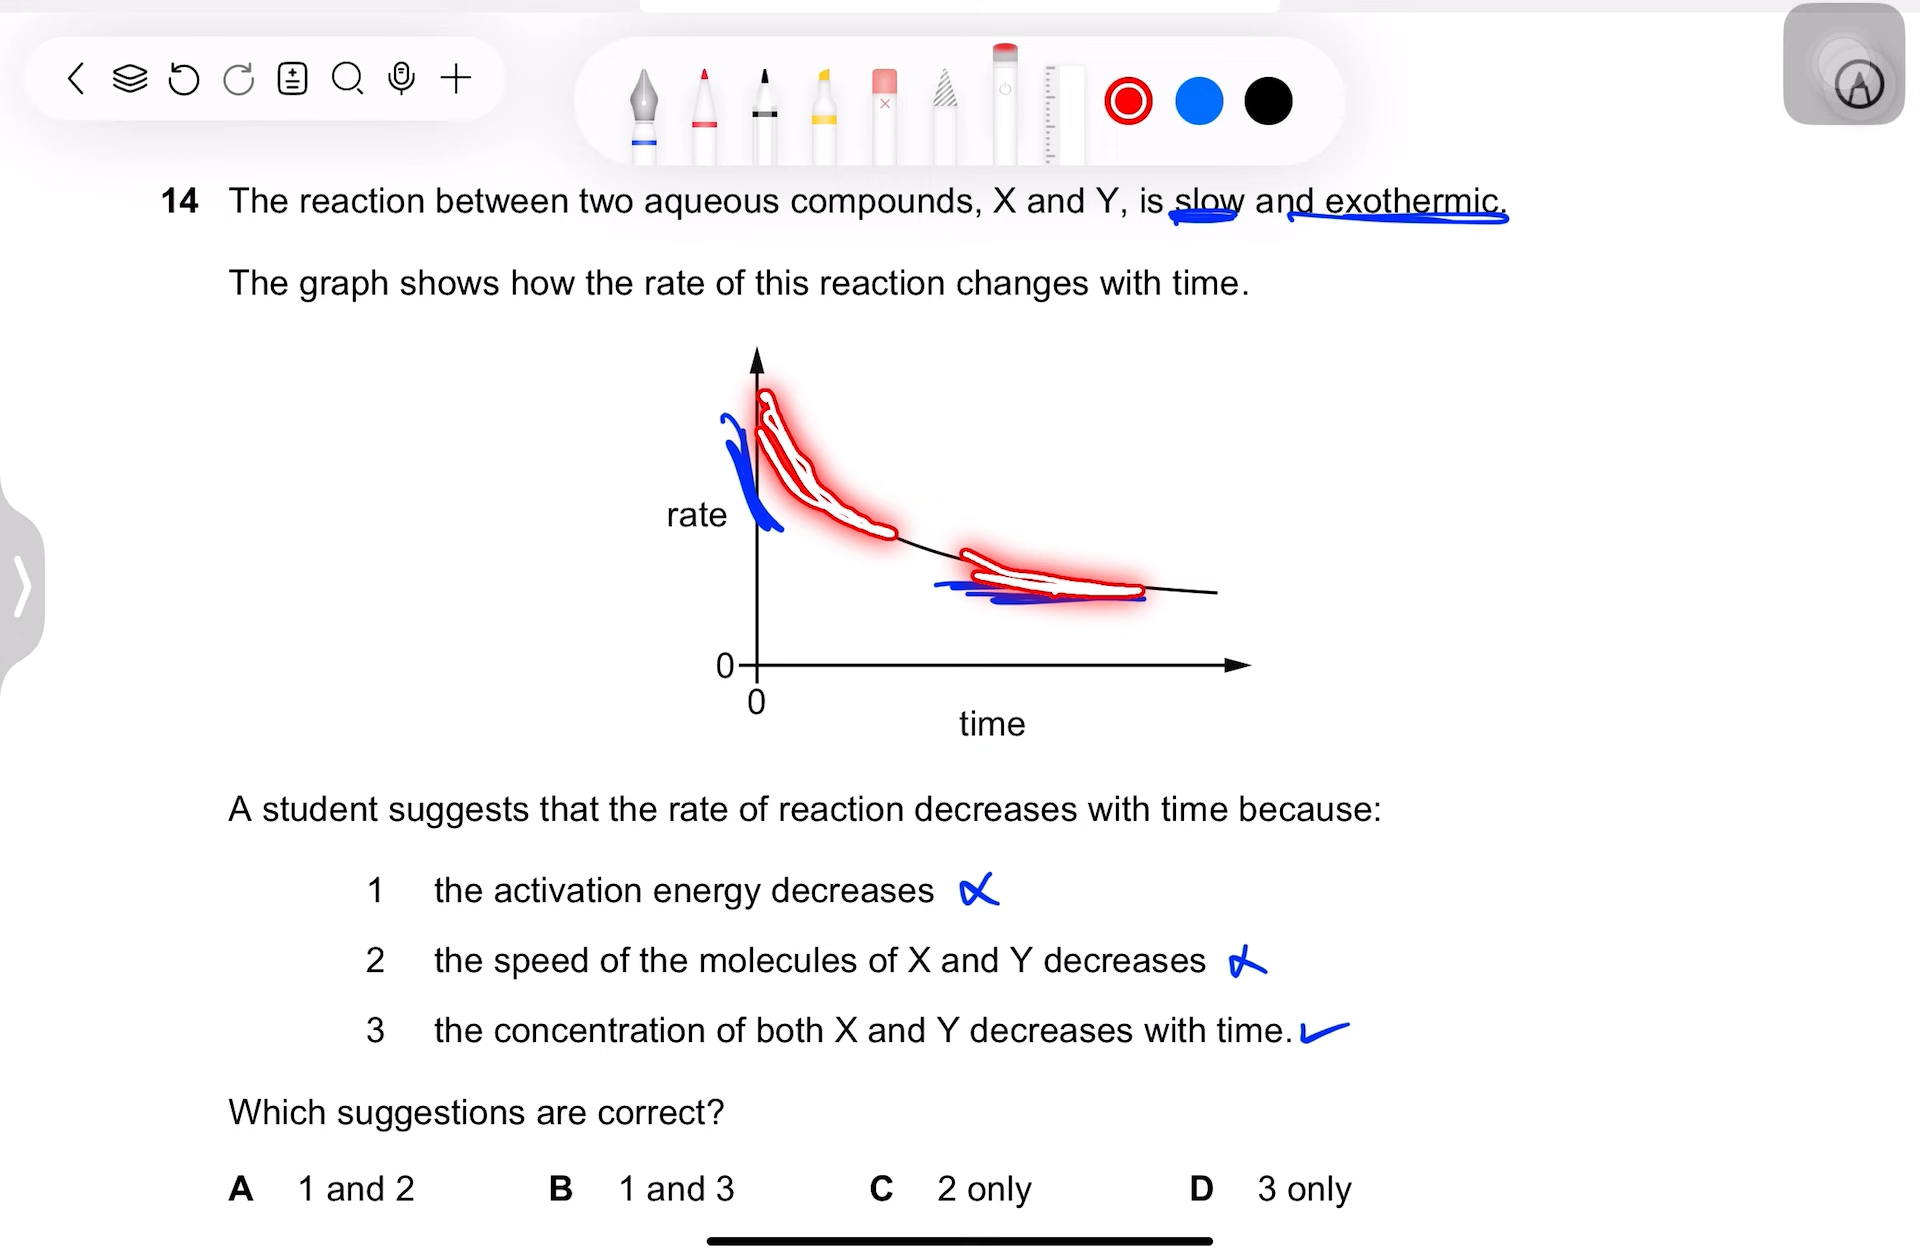 14 The reaction between two aqueous compounds, X and Y, is slow and exothermic.
The graph shows how the rate of this reaction changes with time.
rate
0
0
time
A student suggests that the rate of reaction decreases with time because:
1 the activation energy decreases
2 the speed of the molecules of X and Y decreases
3 the concentration of both X and Y decreases with time.
Which suggestions are correct?
A 1 and 2 B 1 and 3 C 2 only D 3 only